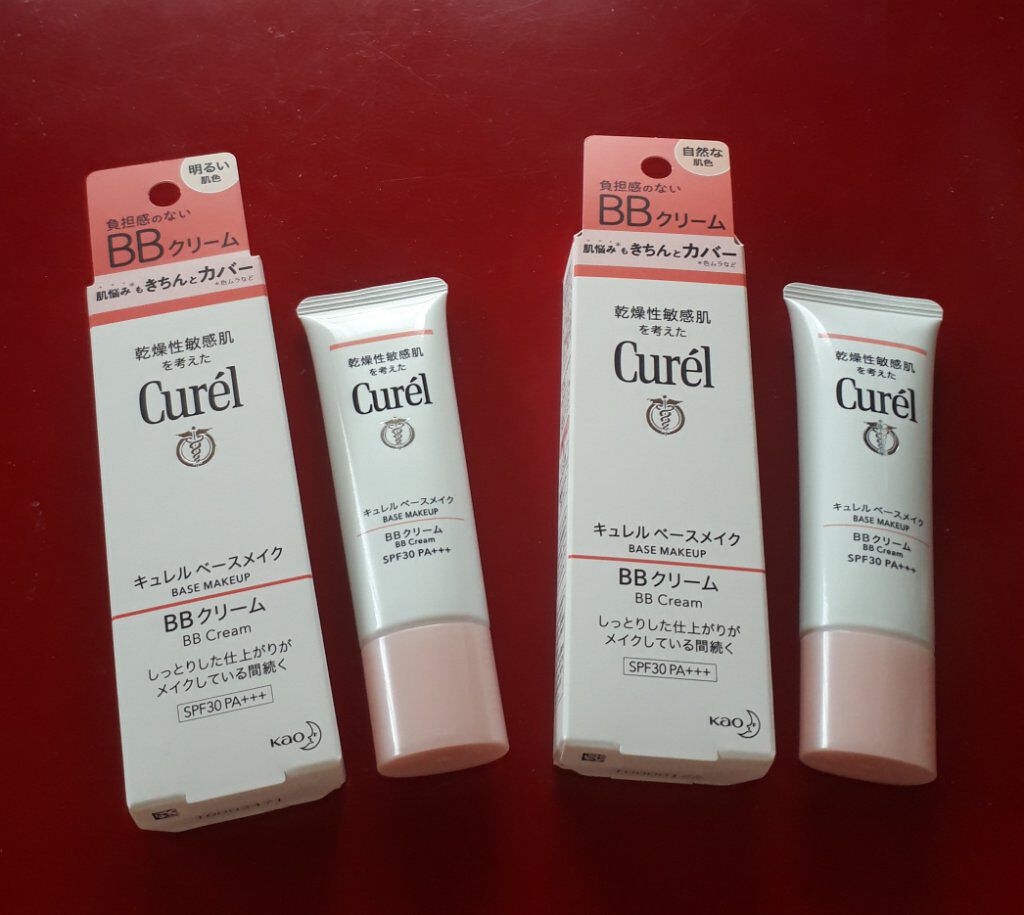 明るい
肌色
負担感のない
BBクリーム
肌悩み*もきちんとカバー
*色ムラなど
乾燥性敏感肌
を考えた
Curél
キュレル ベースメイク
BASE MAKEUP
BBクリーム
BB Cream
しっとりした仕上がりが
メイクしている間続く
SPF30 PA+++
Kao
乾燥性敏感肌
を考えた
Curél
キュレル ベースメイク
BASE MAKEUP
BBクリーム
BB Cream
SPF30 PA+++
自然な
肌色
負担感のない
BBクリーム
肌悩み*もきちんとカバー
*色ムラなど
乾燥性敏感肌
を考えた
Curél
キュレル ベースメイク
BASE MAKEUP
BBクリーム
BB Cream
しっとりした仕上がりが
メイクしている間続く
SPF30 PA+++
Kao
乾燥性敏感肌
を考えた
Curél
キュレル ベースメイク
BASE MAKEUP
BBクリーム
BB Cream
SPF30 PA+++